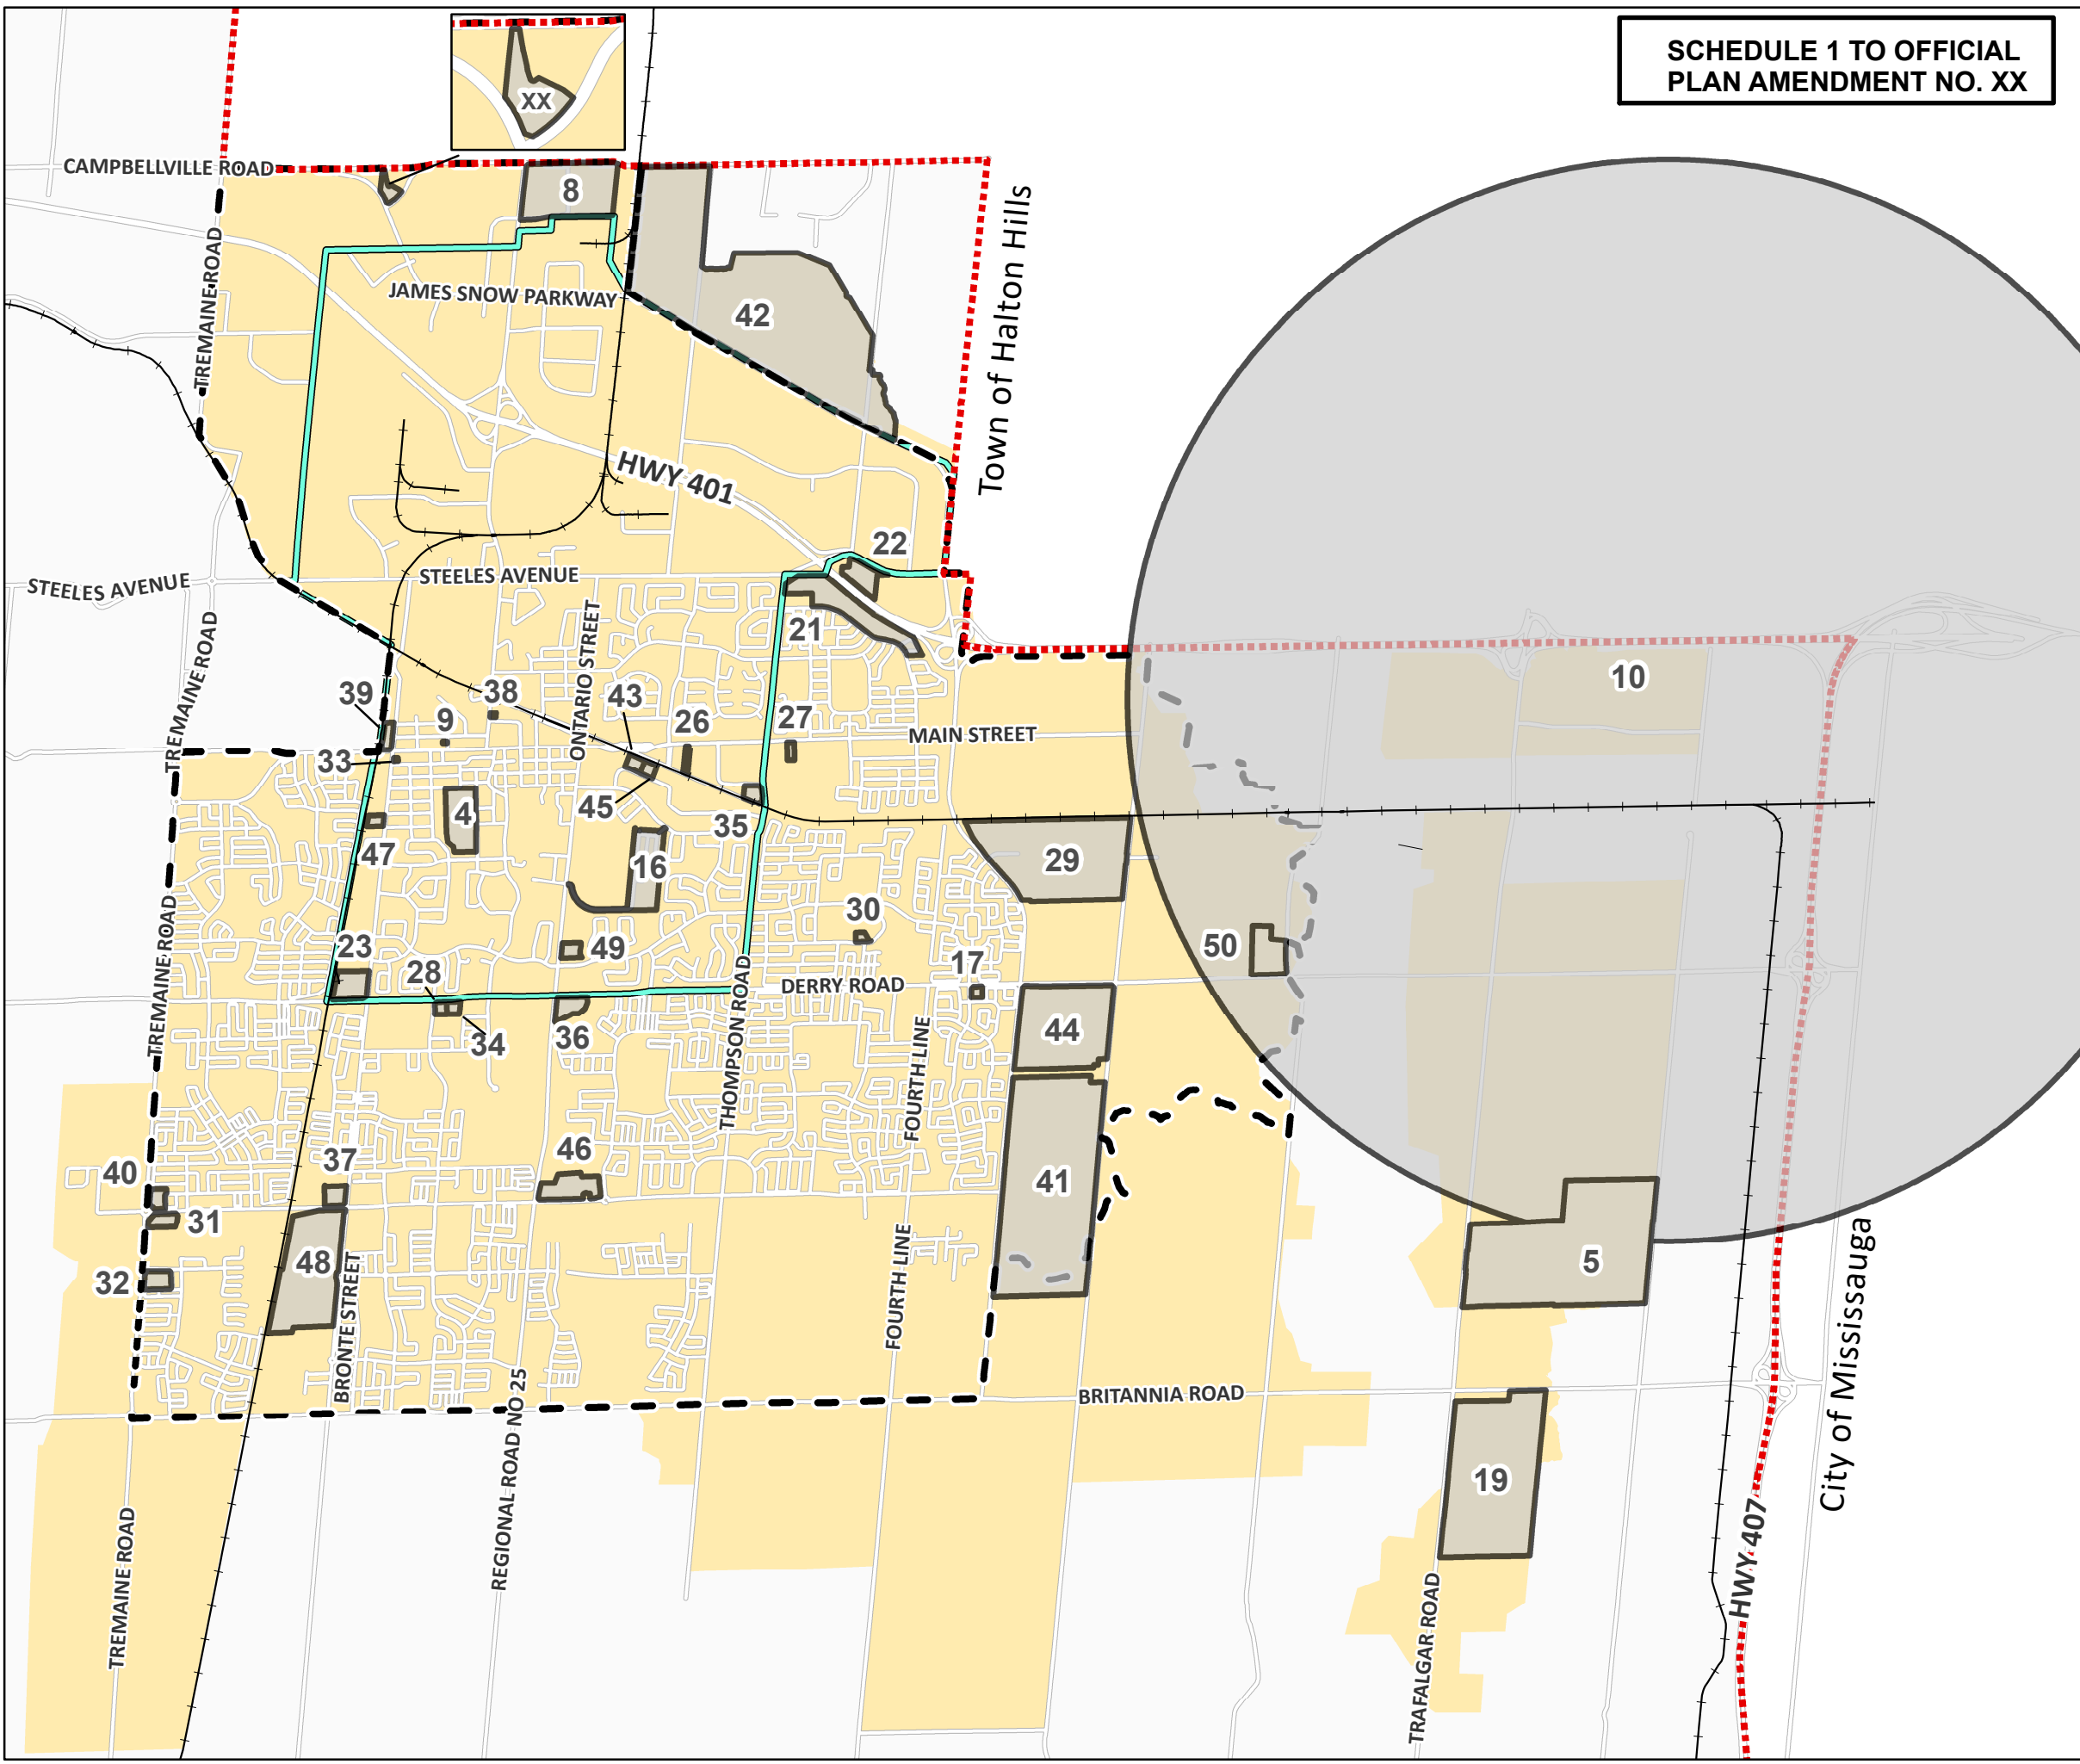 SCHEDULE 1 TO OFFICIAL
PLAN AMENDMENT NO. XX
XX
CAMPBELLVILLE ROAD
8
TREMAINE ROAD
JAMES SNOW PARKWAY
42
Town of Halton Hills
HWY 401
22
STEELES AVENUE
STEELES AVENUE
21
ONTARIO STREET
TREMAINE ROAD
10
39
38
43
26
27
9
MAIN STREET
33
45
4
35
47
16
29
30
23
49
50
17
28
DERRY ROAD
TREMAINE ROAD
34
36
44
THOMPSON ROAD
FOURTH LINE
46
37
40
41
31
48
32
5
FOURTH LINE
BRONTE STREET
City of Mississauga
BRITANNIA ROAD
REGIONAL ROAD NO 25
19
HWY 407
TREMAINE ROAD
TRAFALGAR ROAD